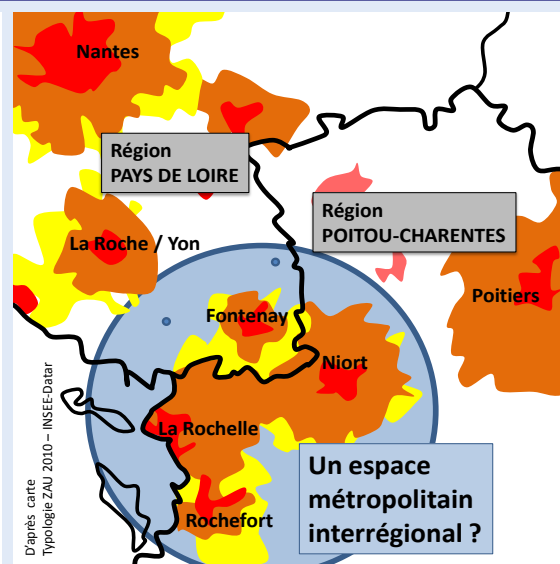 Nantes
Région
PAYS DE LOIRE
Région
POITOU-CHARENTES
La Roche / Yon
Poitiers
Fontenay
Niort
La Rochelle
Rochefort
Un espace
métropolitain
interrégional ?
D'après carte
Typologie ZAU 2010 – INSEE-Datar